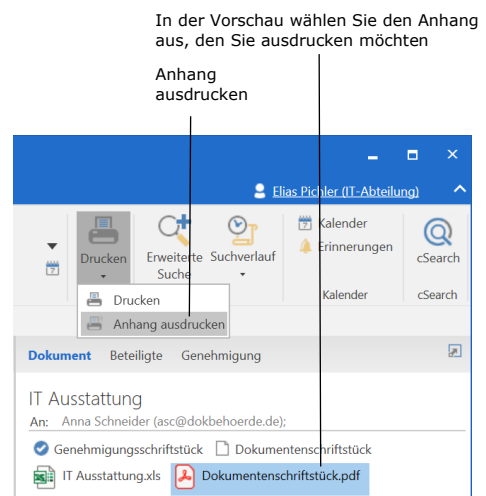 In der Vorschau wählen Sie den Anhang
aus, den Sie ausdrucken möchten
Anhang
ausdrucken
Elias Pichler (IT-Abteilung)
Drucken
Erweiterte
Suche
Suchverlauf
Kalender
Erinnerungen
Kalender
cSearch
cSearch
Drucken
Anhang ausdrucken
Dokument Beteiligte Genehmigung
IT Ausstattung
An: Anna Schneider (asc@dokbehoerde.de);
Genehmigungsschriftstück Dokumentenschriftstück
IT Ausstattung.xls Dokumentenschriftstück.pdf